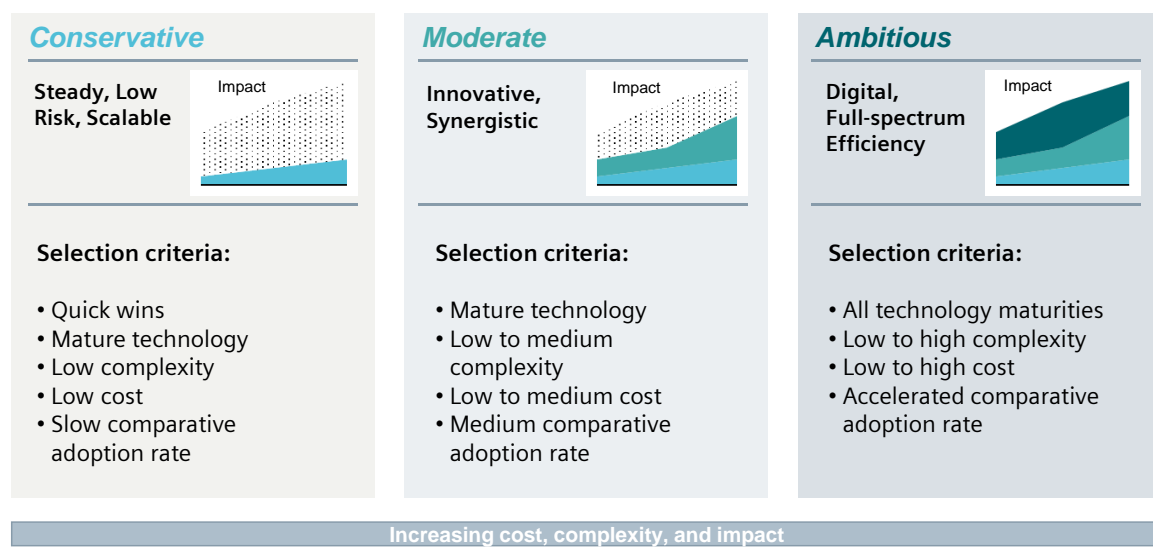 Conservative
Steady, Low
Risk, Scalable
Impact
Selection criteria:
• Quick wins
• Mature technology
• Low complexity
• Low cost
• Slow comparative
adoption rate
Moderate
Innovative,
Synergistic
Impact
Selection criteria:
• Mature technology
• Low to medium
complexity
• Low to medium cost
• Medium comparative
adoption rate
Ambitious
Digital,
Full-spectrum
Efficiency
Impact
Selection criteria:
• All technology maturities
• Low to high complexity
• Low to high cost
• Accelerated comparative
adoption rate
Increasing cost, complexity, and impact